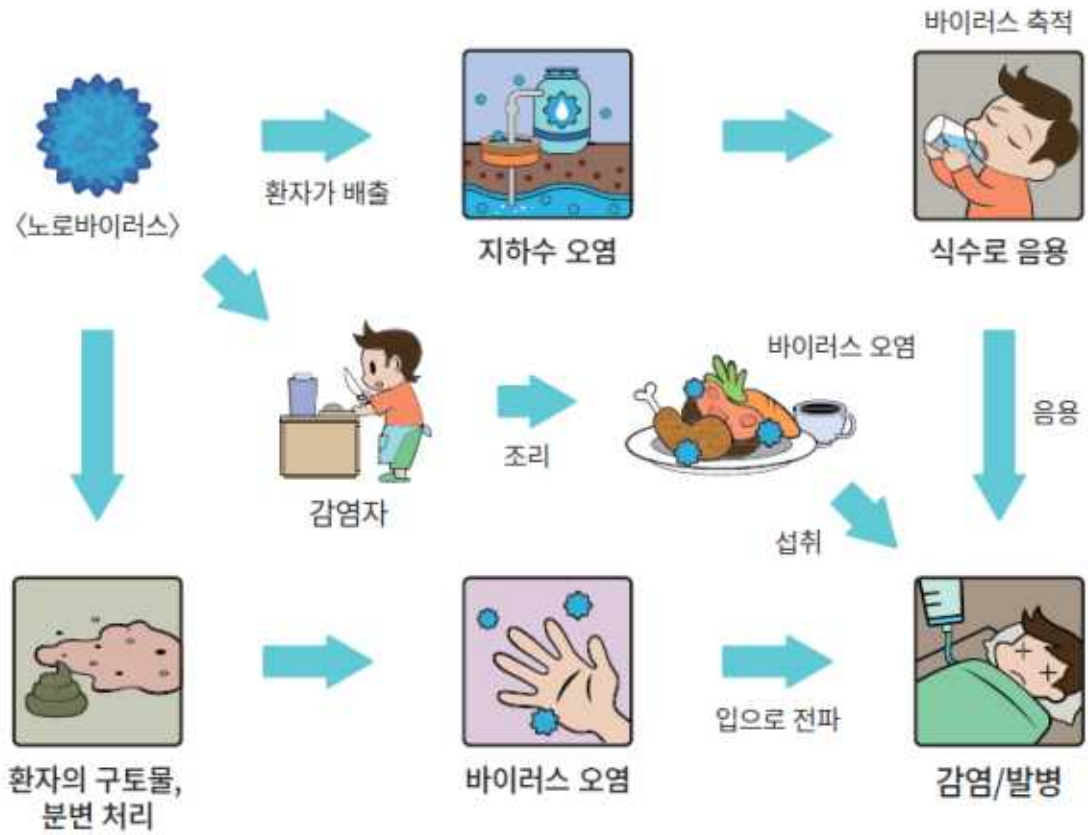 바이러스 축적
〈노로바이러스〉
환자가 배출
지하수 오염
식수로 음용
바이러스 오염
음용
조리
감염자
섭취
입으로 전파
환자의 구토물,
분변 처리
바이러스 오염
감염/발병